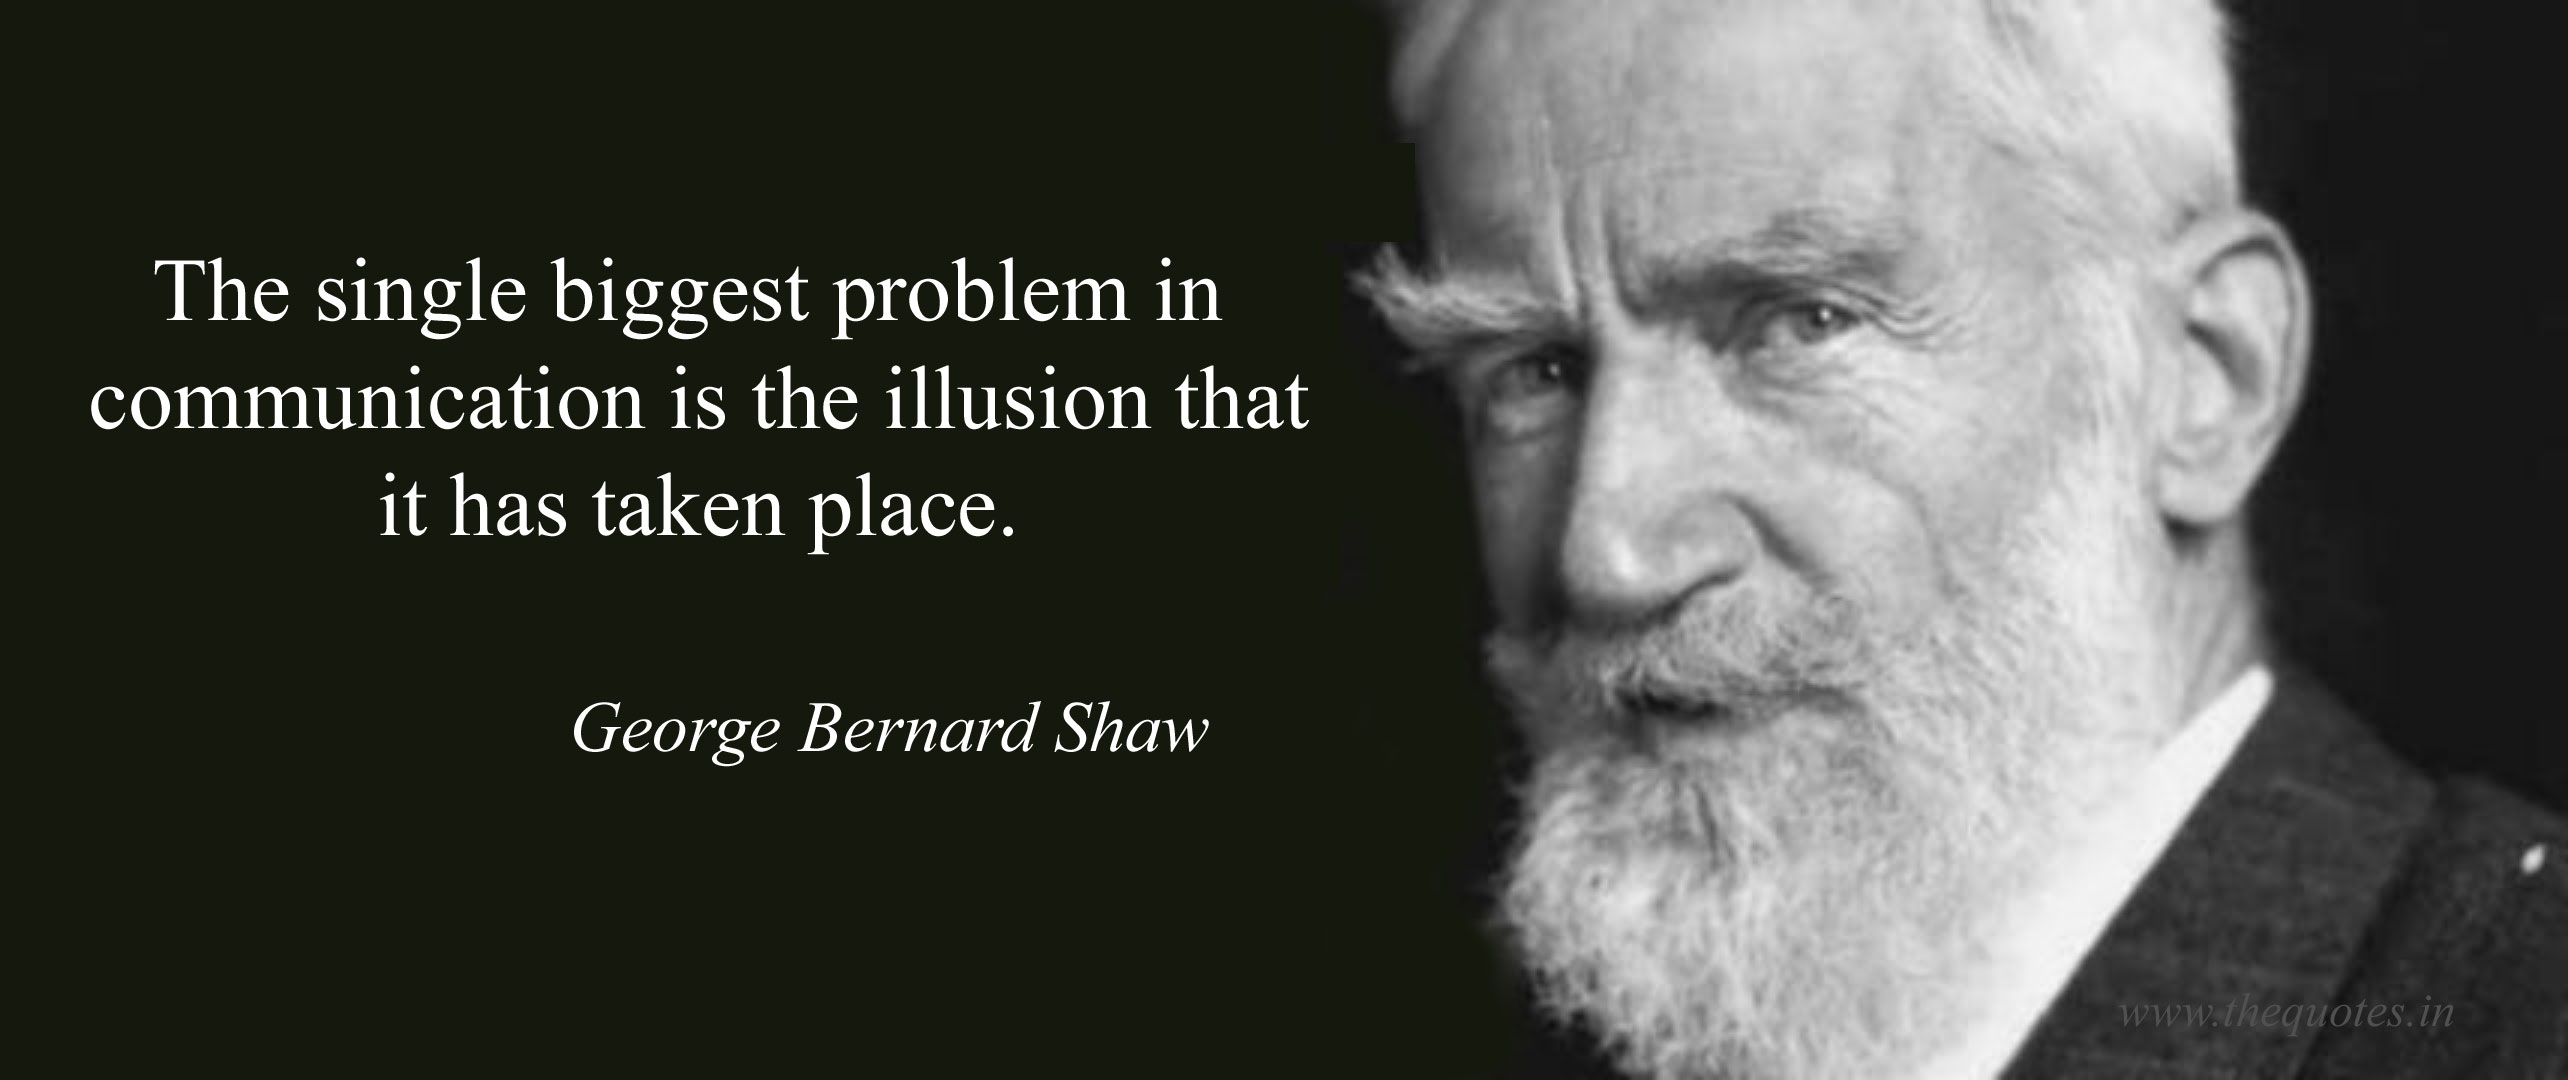 The single biggest problem in
communication is the illusion that
it has taken place.
George Bernard Shaw
www.thequotes.in